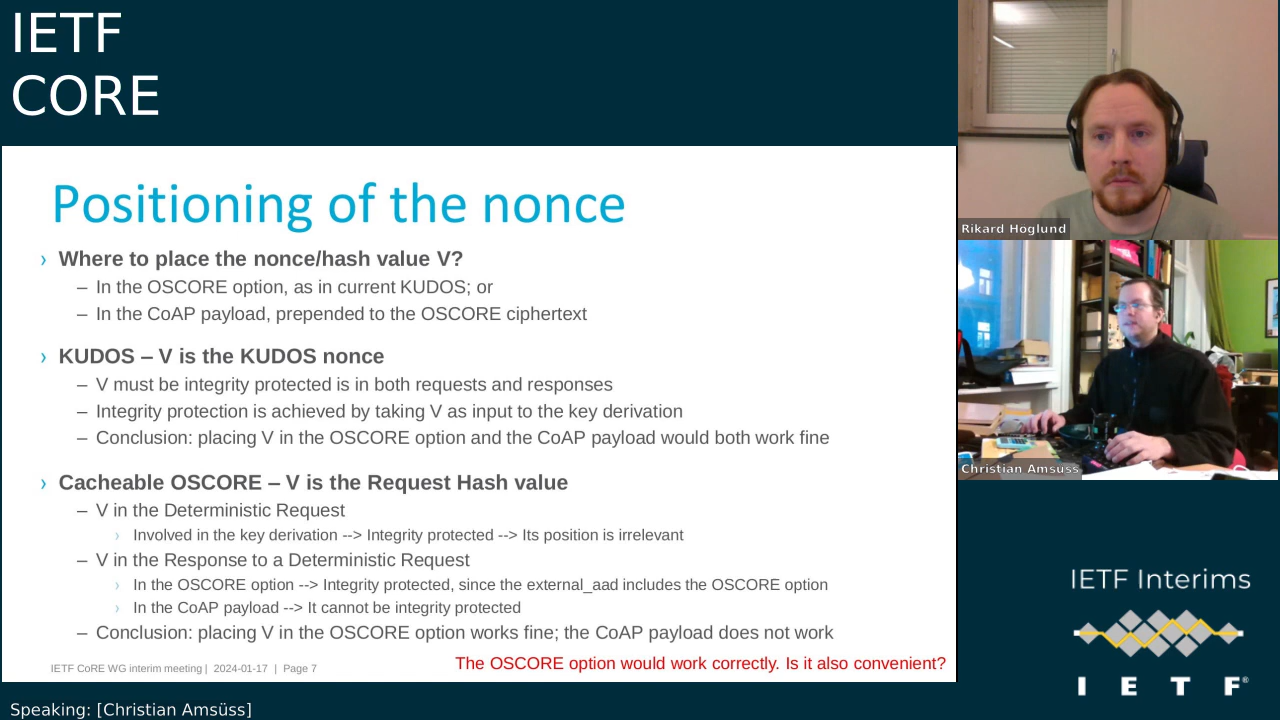 IETF
CORE
Positioning of the nonce
› Where to place the nonce/hash value V?
– In the OSCORE option, as in current KUDOS; or
– In the CoAP payload, prepended to the OSCORE ciphertext
› KUDOS – V is the KUDOS nonce
– V must be integrity protected is in both requests and responses
– Integrity protection is achieved by taking V as input to the key derivation
– Conclusion: placing V in the OSCORE option and the CoAP payload would both work fine
› Cacheable OSCORE – V is the Request Hash value
– V in the Deterministic Request
› Involved in the key derivation --> Integrity protected --> Its position is irrelevant
– V in the Response to a Deterministic Request
› In the OSCORE option --> Integrity protected, since the external_aad includes the OSCORE option
› In the CoAP payload --> It cannot be integrity protected
– Conclusion: placing V in the OSCORE option works fine; the CoAP payload does not work
The OSCORE option would work correctly. Is it also convenient?
IETF CoRE WG interim meeting | 2024-01-17 | Page 7
Speaking: [Christian Amsüss]
Rikard Hoglund
Christian Amsuss
IETF Interims
I E T F®